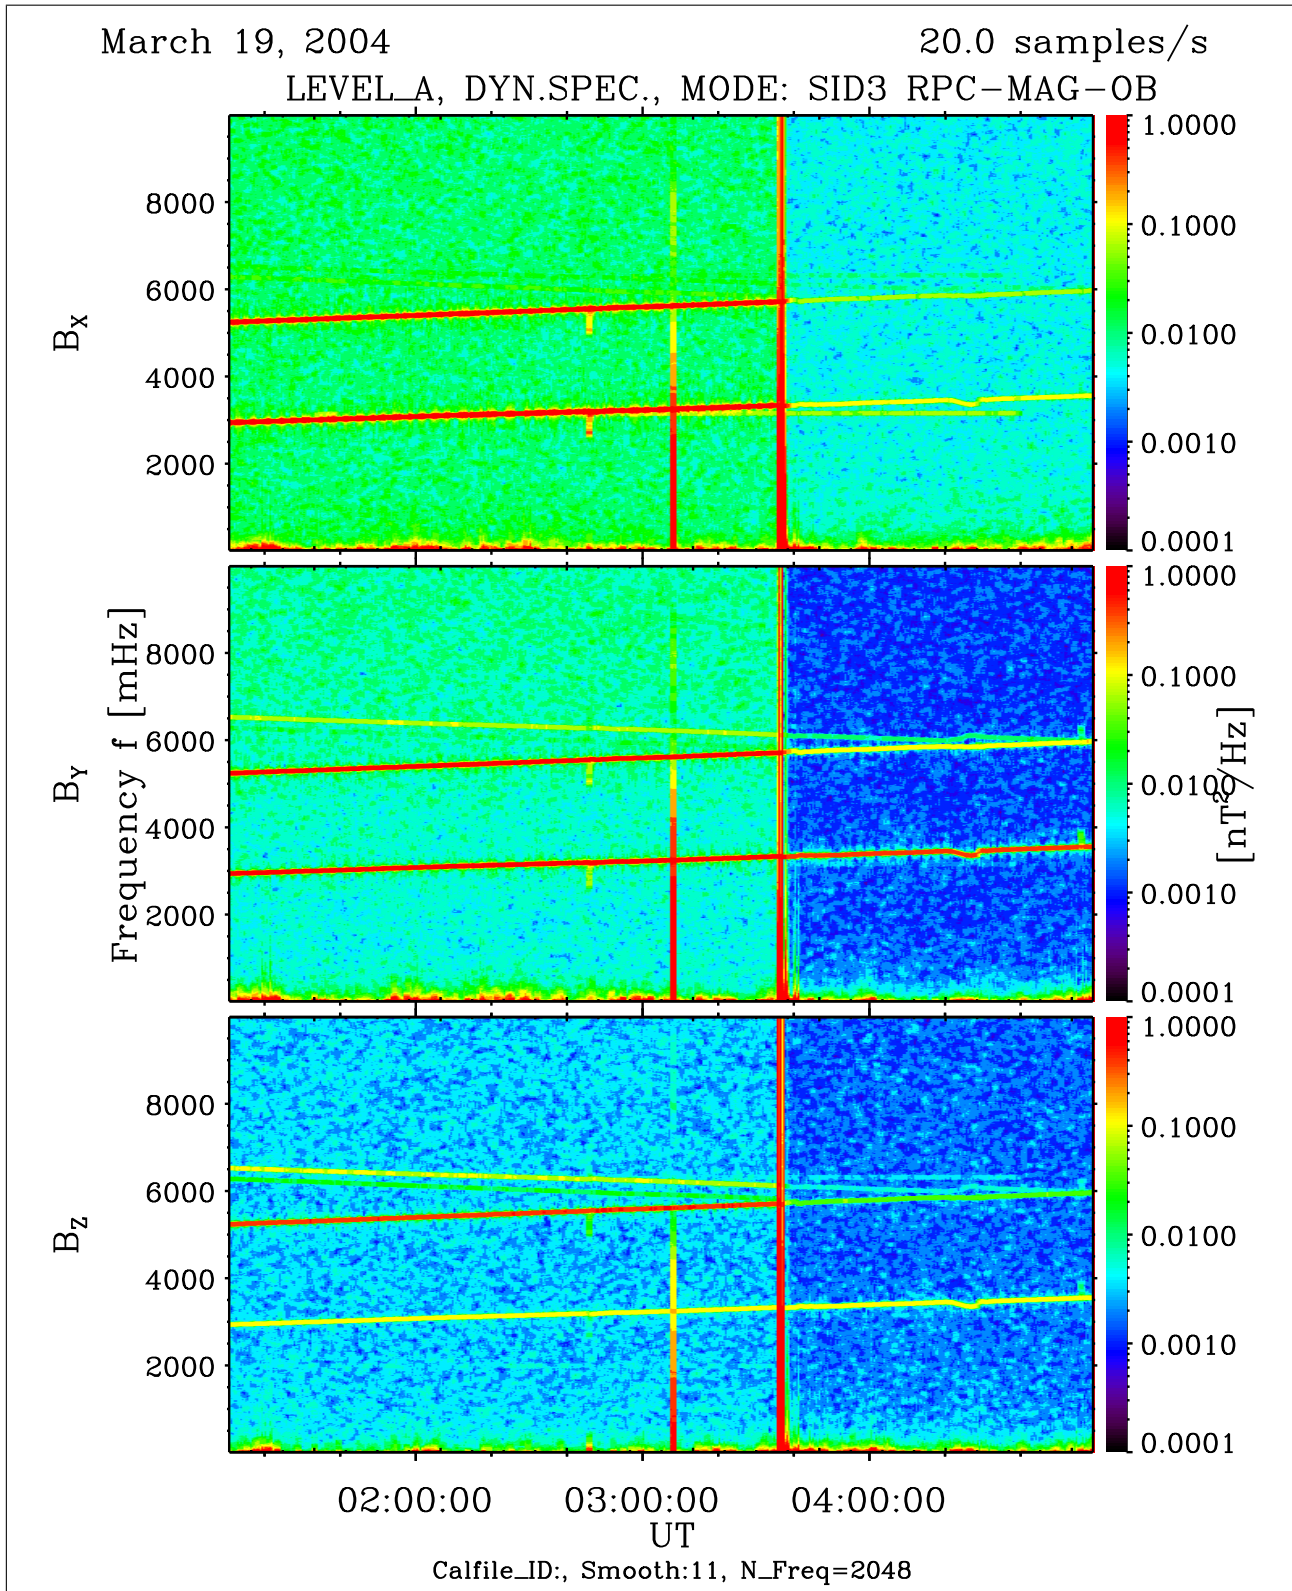 March 19, 2004
20.0 samples/s
LEVEL_A, DYN.SPEC., MODE: SID3 RPC-MAG-OB
8000
6000
4000
2000
BX
1.0000
0.1000
0.0100
0.0010
0.0001
8000
6000
4000
2000
BY
Frequency f [mHz]
1.0000
0.1000
0.0100
0.0010
0.0001
[nT²/Hz]
8000
6000
4000
2000
BZ
1.0000
0.1000
0.0100
0.0010
0.0001
02:00:00 03:00:00 04:00:00
UT
Calfile_ID:, Smooth:11, N_Freq=2048